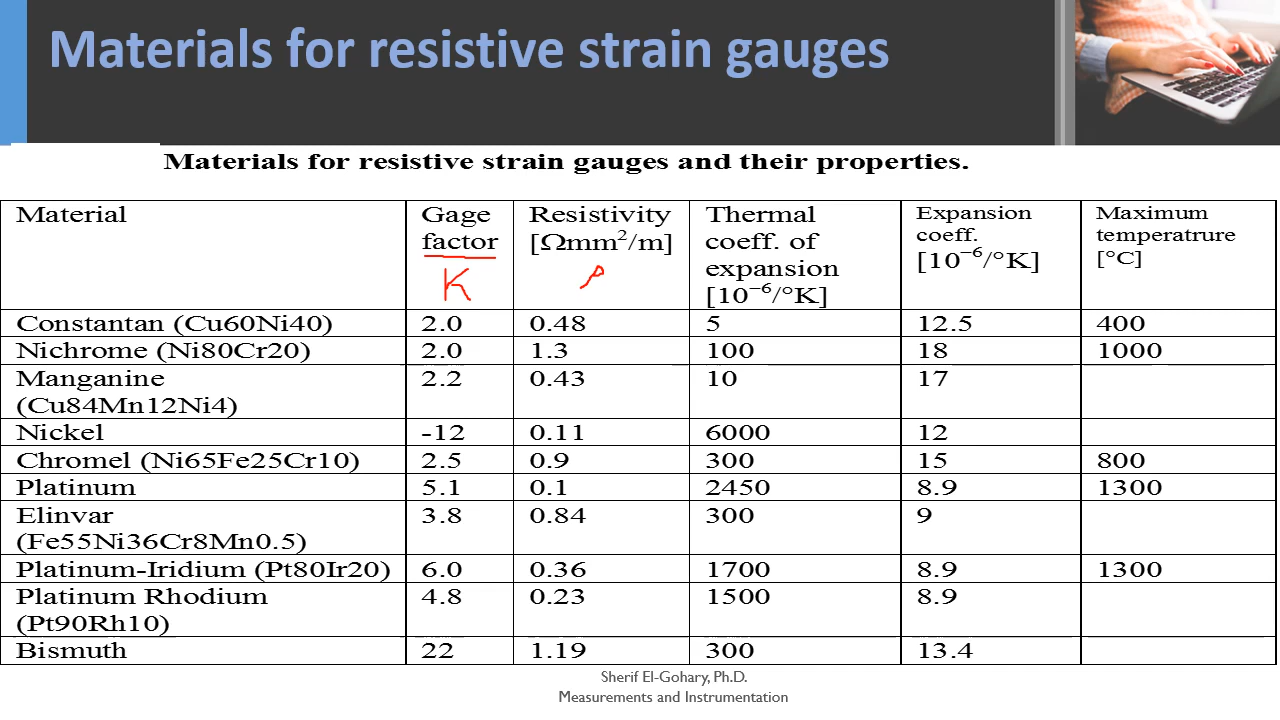 Materials for resistive strain gauges
Materials for resistive strain gauges and their properties.
Material Gage factor K Resistivity [Ωmm²/m] ρ Thermal coeff. of expansion [10⁻⁶/°K] Expansion coeff. [10⁻⁶/°K] Maximum temperatrure [°C]
Constantan (Cu60Ni40) 2.0 0.48 5 12.5 400
Nichrome (Ni80Cr20) 2.0 1.3 100 18 1000
Manganine (Cu84Mn12Ni4) 2.2 0.43 10 17
Nickel -12 0.11 6000 12
Chromel (Ni65Fe25Cr10) 2.5 0.9 300 15 800
Platinum 5.1 0.1 2450 8.9 1300
Elinvar (Fe55Ni36Cr8Mn0.5) 3.8 0.84 300 9
Platinum-Iridium (Pt80Ir20) 6.0 0.36 1700 8.9 1300
Platinum Rhodium (Pt90Rh10) 4.8 0.23 1500 8.9
Bismuth 22 1.19 300 13.4
Sherif El-Gohary, Ph.D.
Measurements and Instrumentation